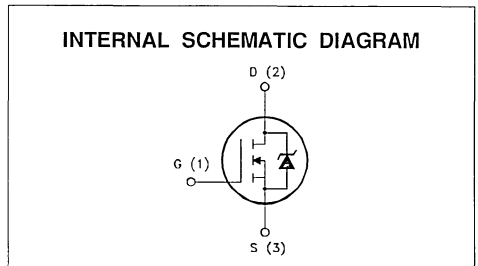 INTERNAL SCHEMATIC DIAGRAM
D (2)
G (1)
S (3)